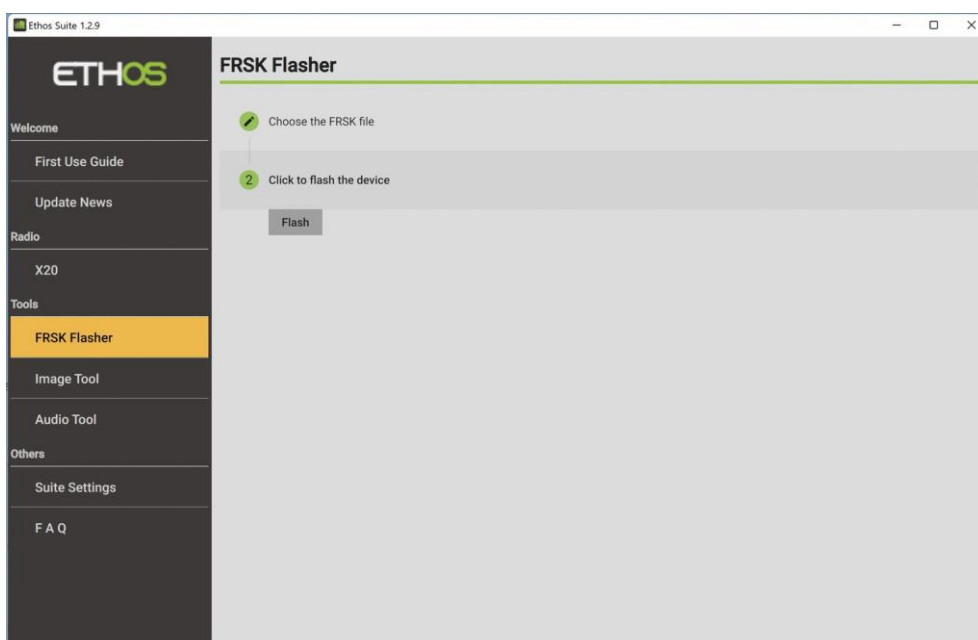 Ethos Suite 1.2.9
ETHOS
Welcome
First Use Guide
Update News
Radio
X20
Tools
FRSK Flasher
Image Tool
Audio Tool
Others
Suite Settings
F A Q
FRSK Flasher
Choose the FRSK file
2 Click to flash the device
Flash